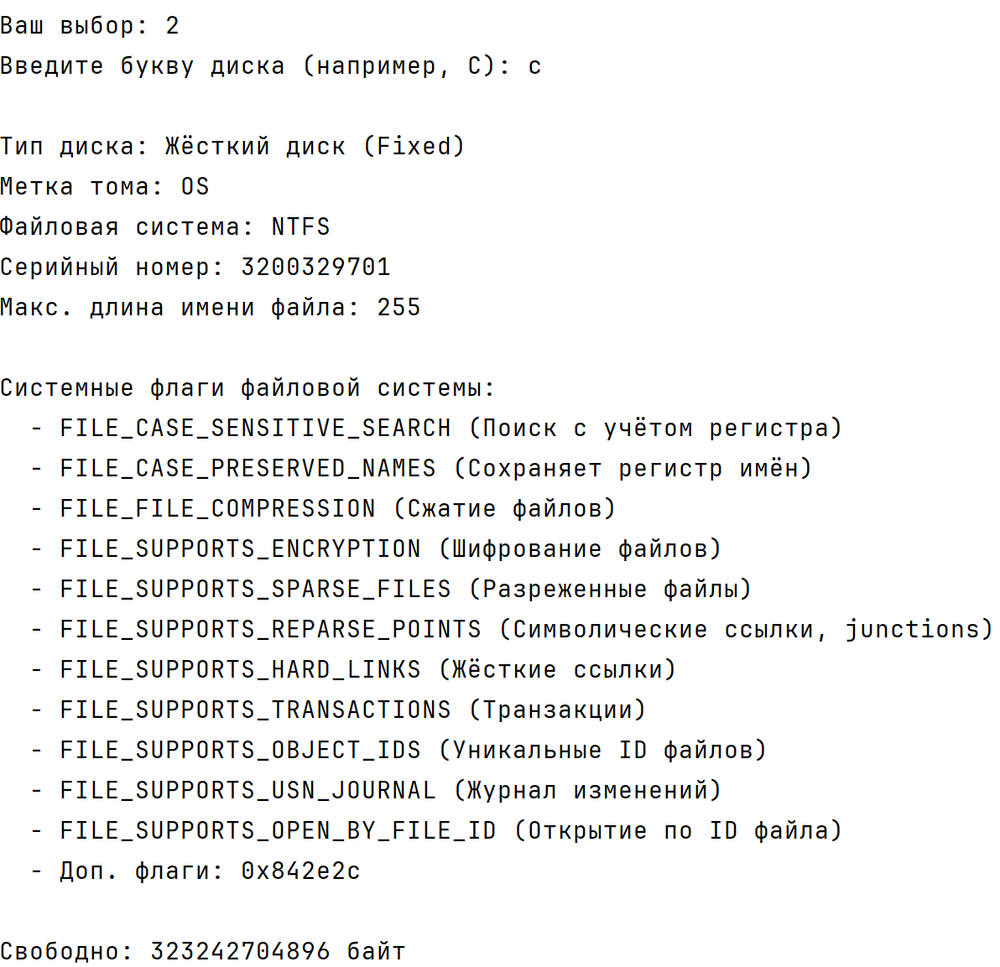 Ваш выбор: 2
Введите букву диска (например, C): c
Тип диска: Жёсткий диск (Fixed)
Метка тома: OS
Файловая система: NTFS
Серийный номер: 3200329701
Макс. длина имени файла: 255
Системные флаги файловой системы:
- FILE_CASE_SENSITIVE_SEARCH (Поиск с учётом регистра)
- FILE_CASE_PRESERVED_NAMES (Сохраняет регистр имён)
- FILE_FILE_COMPRESSION (Сжатие файлов)
- FILE_SUPPORTS_ENCRYPTION (Шифрование файлов)
- FILE_SUPPORTS_SPARSE_FILES (Разреженные файлы)
- FILE_SUPPORTS_REPARSE_POINTS (Символические ссылки, junctions)
- FILE_SUPPORTS_HARD_LINKS (Жёсткие ссылки)
- FILE_SUPPORTS_TRANSACTIONS (Транзакции)
- FILE_SUPPORTS_OBJECT_IDS (Уникальные ID файлов)
- FILE_SUPPORTS_USN_JOURNAL (Журнал изменений)
- FILE_SUPPORTS_OPEN_BY_FILE_ID (Открытие по ID файла)
- Доп. флаги: 0x842e2c
Свободно: 323242704896 байт